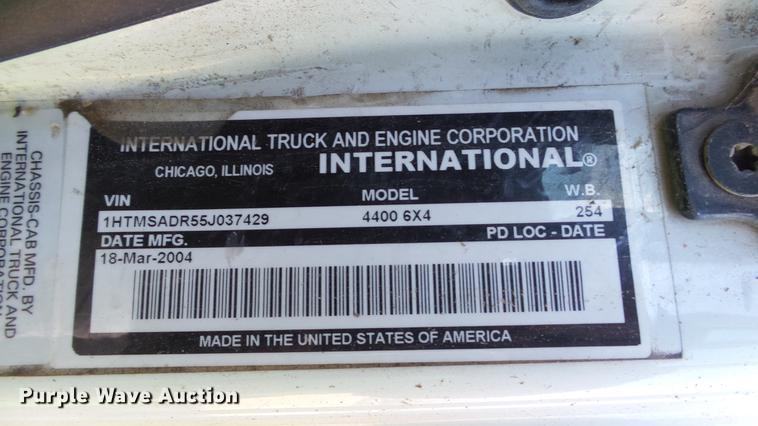 INTERNATIONAL TRUCK AND ENGINE CORPORATION
CHICAGO, ILLINOIS INTERNATIONAL®
VIN MODEL W.B.
1HTMSADR55J037429 4400 6X4 254
DATE MFG. PD LOC - DATE
18-Mar-2004
MADE IN THE UNITED STATES OF AMERICA
CHASSIS-CAB MFD. BY
INTERNATIONAL TRUCK AND
ENGINE CORPORATION
Purple Wave Auction